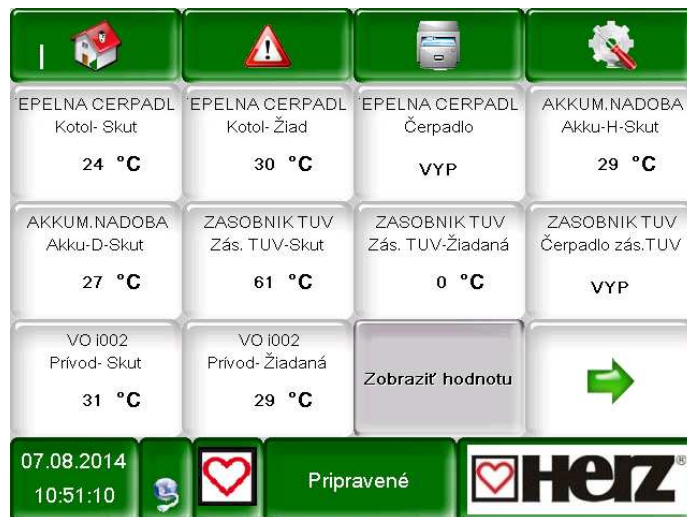 EPELNA CERPADL
Kotol- Skut
24 °C
EPELNA CERPADL
Kotol- Žiad
30 °C
EPELNA CERPADL
Čerpadlo
VYP
AKKUM.NADOBA
Akku-H-Skut
29 °C
AKKUM.NADOBA
Akku-D-Skut
27 °C
ZASOBNIK TUV
Zás. TUV-Skut
61 °C
ZASOBNIK TUV
Zás. TUV-Žiadaná
0 °C
ZASOBNIK TUV
Čerpadlo zás.TUV
VYP
VO i002
Prívod- Skut
31 °C
VO i002
Prívod- Žiadaná
29 °C
Zobraziť hodnotu
07.08.2014
10:51:10
Pripravené
Herz®